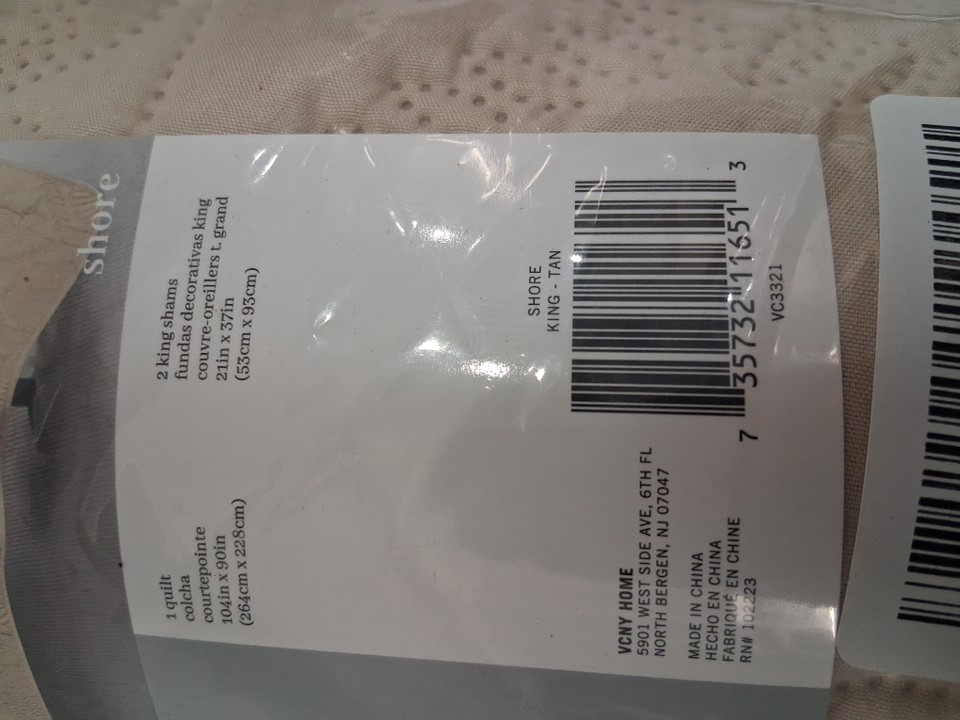 shore
1 quilt
colcha
courtepointe
104in x 90in
(264cm x 228cm)
2 king shams
fundas decorativas king
couvre-oreillers t. grand
21in x 37in
(53cm x 93cm)
VCNY HOME
5901 WEST SIDE AVE, 6TH FL
NORTH BERGEN, NJ 07047
MADE IN CHINA
HECHO EN CHINA
FABRIQUÉ EN CHINE
RN# 102223
SHORE
KING - TAN
7 35732 11651 3
VC3321